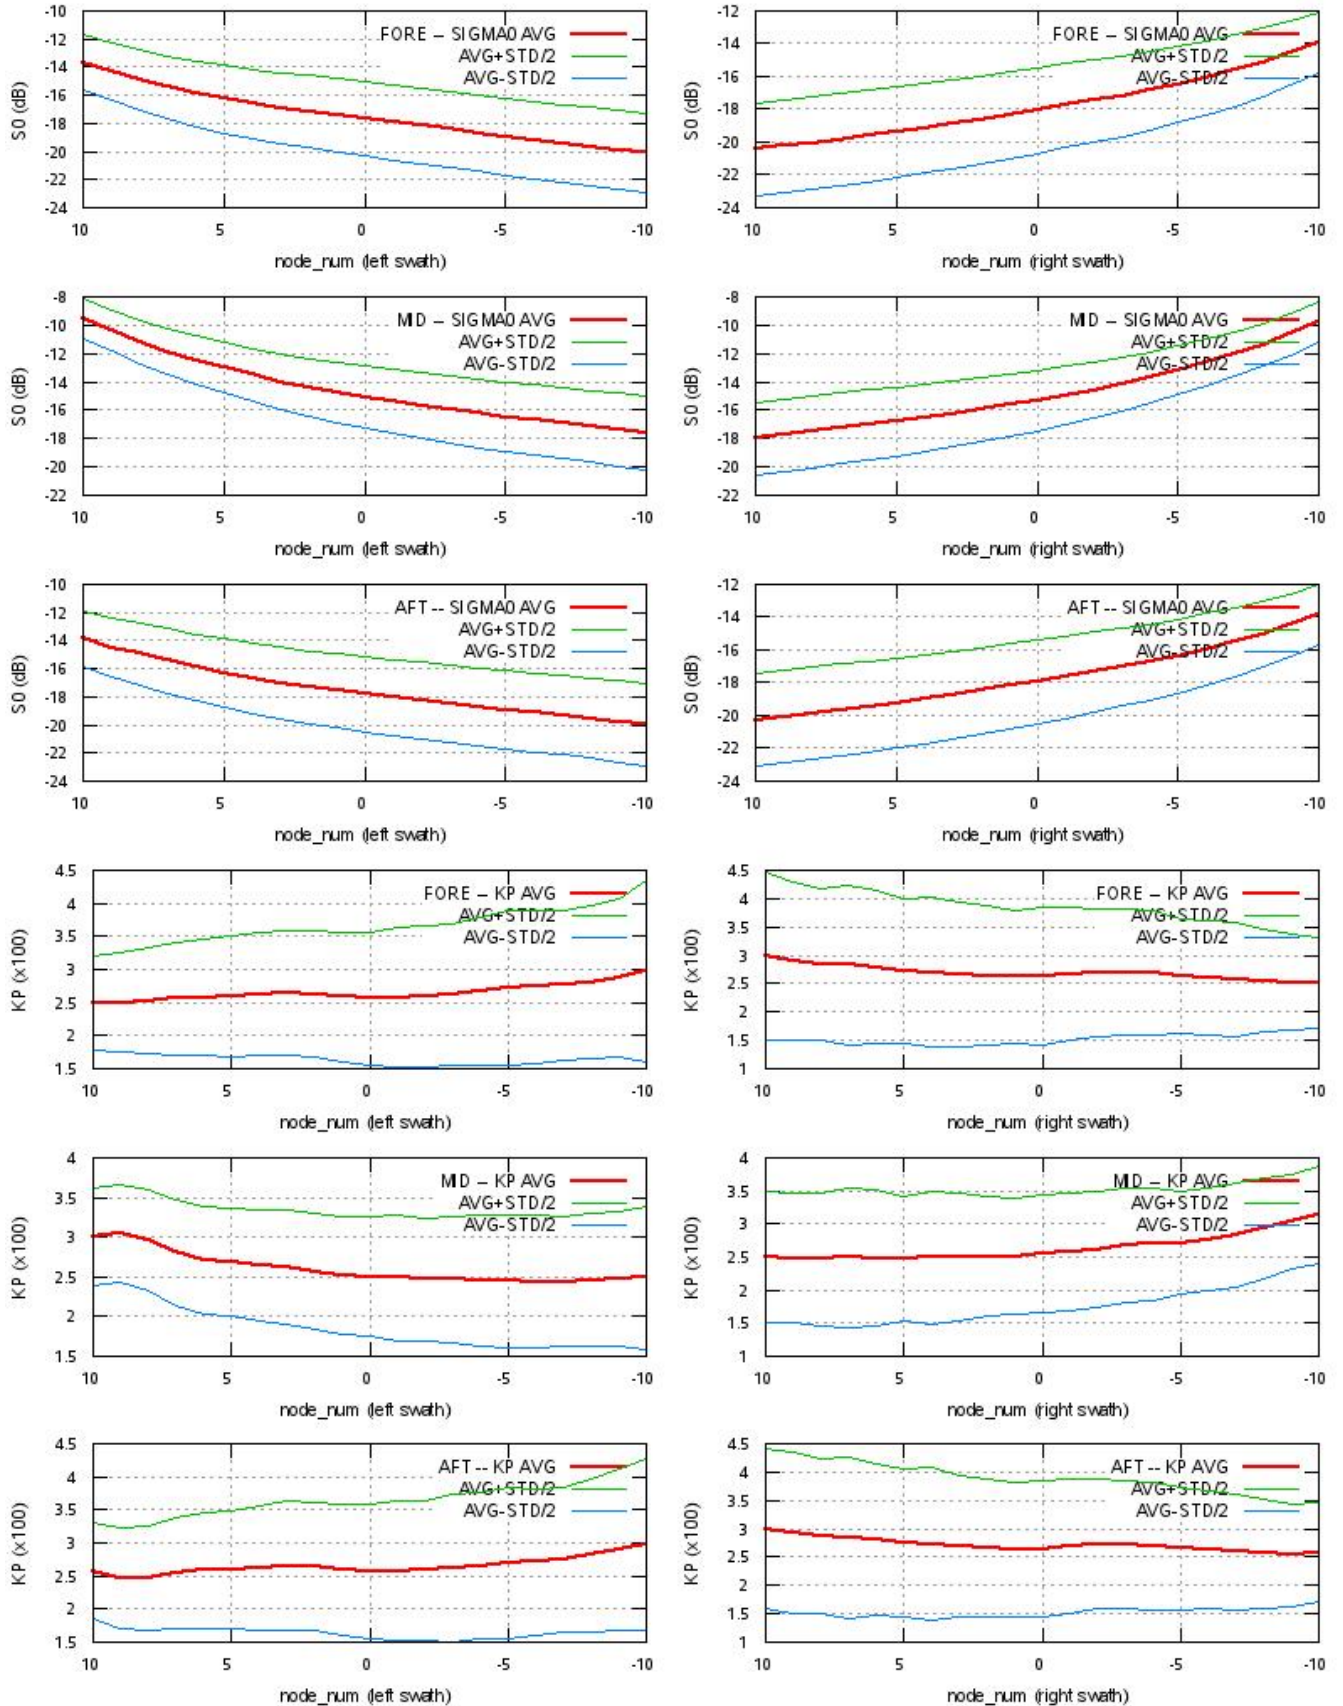 -10
-12
-14
-16
-18
-20
-22
-24
S0 (dB)
FORE – SIGMA0 AVG
AVG+STD/2
AVG-STD/2
10 5 0 -5 -10
node_num (left swath)
-12
-14
-16
-18
-20
-22
-24
S0 (dB)
FORE – SIGMA0 AVG
AVG+STD/2
AVG-STD/2
10 5 0 -5 -10
node_num (right swath)
-8
-10
-12
-14
-16
-18
-20
-22
S0 (dB)
MID – SIGMA0 AVG
AVG+STD/2
AVG-STD/2
10 5 0 -5 -10
node_num (left swath)
-8
-10
-12
-14
-16
-18
-20
-22
S0 (dB)
MID – SIGMA0 AVG
AVG+STD/2
AVG-STD/2
10 5 0 -5 -10
node_num (right swath)
-10
-12
-14
-16
-18
-20
-22
-24
S0 (dB)
AFT -- SIGMA0 AVG
AVG+STD/2
AVG-STD/2
10 5 0 -5 -10
node_num (left swath)
-12
-14
-16
-18
-20
-22
-24
S0 (dB)
AFT -- SIGMA0 AVG
AVG+STD/2
AVG-STD/2
10 5 0 -5 -10
node_num (right swath)
4.5
4
3.5
3
2.5
2
1.5
KP (x100)
FORE – KP AVG
AVG+STD/2
AVG-STD/2
10 5 0 -5 -10
node_num (left swath)
4.5
4
3.5
3
2.5
2
1.5
1
KP (x100)
FORE – KP AVG
AVG+STD/2
AVG-STD/2
10 5 0 -5 -10
node_num (right swath)
4
3.5
3
2.5
2
1.5
KP (x100)
MID – KP AVG
AVG+STD/2
AVG-STD/2
10 5 0 -5 -10
node_num (left swath)
4
3.5
3
2.5
2
1.5
1
KP (x100)
MID – KP AVG
AVG+STD/2
AVG-STD/2
10 5 0 -5 -10
node_num (right swath)
4.5
4
3.5
3
2.5
2
1.5
KP (x100)
AFT -- KP AVG
AVG+STD/2
AVG-STD/2
10 5 0 -5 -10
node_num (left swath)
4.5
4
3.5
3
2.5
2
1.5
1
KP (x100)
AFT -- KP AVG
AVG+STD/2
AVG-STD/2
10 5 0 -5 -10
node_num (right swath)